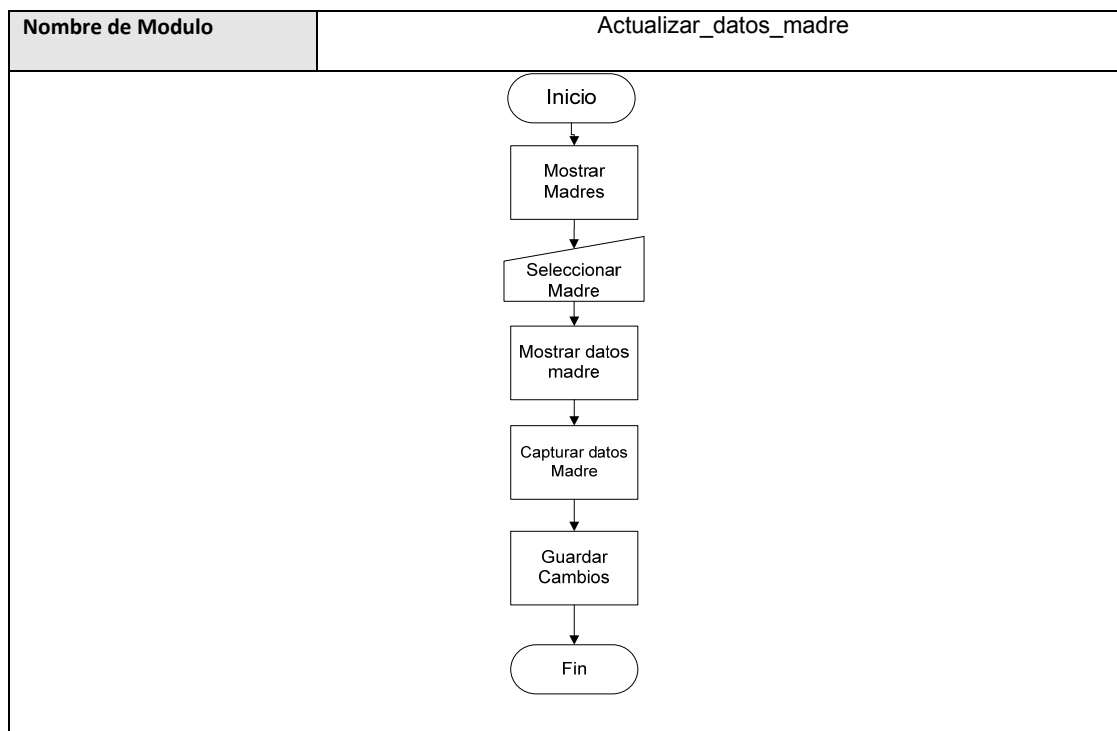 Nombre de Modulo
Actualizar_datos_madre
Inicio
Mostrar
Madres
Seleccionar
Madre
Mostrar datos
madre
Capturar datos
Madre
Guardar
Cambios
Fin